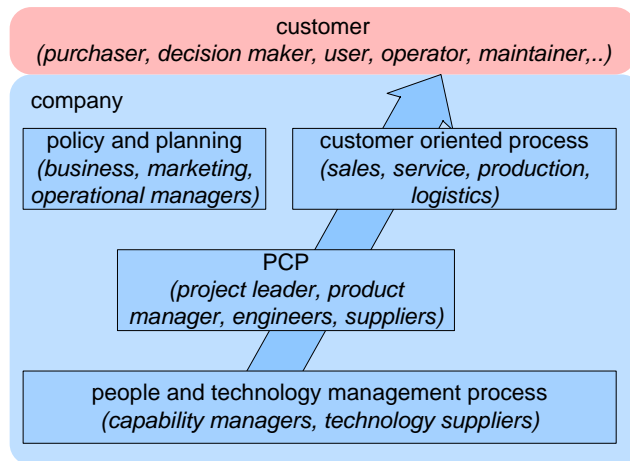 customer
(purchaser, decision maker, user, operator, maintainer,..)
company
policy and planning
(business, marketing,
operational managers)
customer oriented process
(sales, service, production,
logistics)
PCP
(project leader, product
manager, engineers, suppliers)
people and technology management process
(capability managers, technology suppliers)